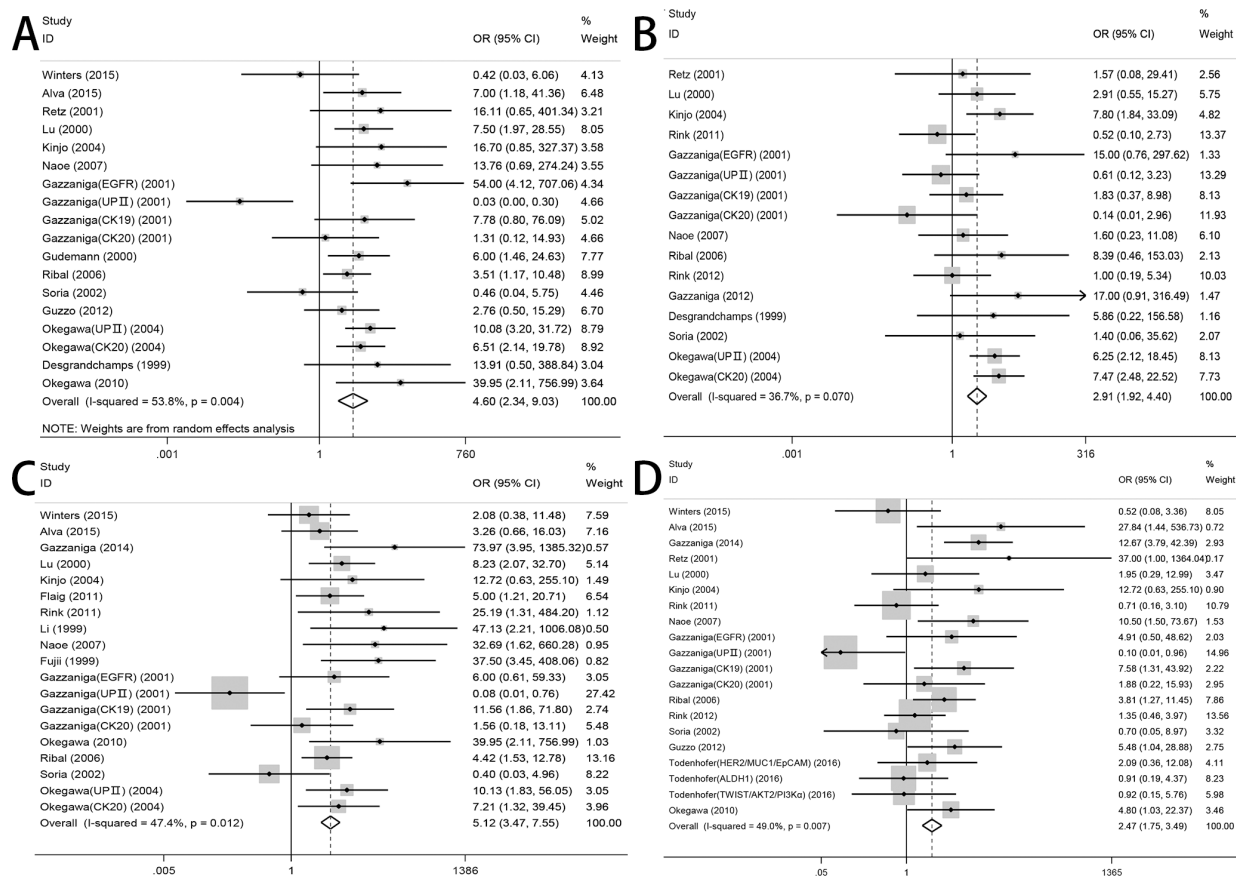 A
Study %
ID OR (95% CI) Weight
Winters (2015) 0.42 (0.03, 6.06) 4.13
Alva (2015) 7.00 (1.18, 41.36) 6.48
Retz (2001) 16.11 (0.65, 401.34) 3.21
Lu (2000) 7.50 (1.97, 28.55) 8.05
Kinjo (2004) 16.70 (0.85, 327.37) 3.58
Naoe (2007) 13.76 (0.69, 274.24) 3.55
Gazzaniga(EGFR) (2001) 54.00 (4.12, 707.06) 4.34
Gazzaniga(UPⅡ) (2001) 0.03 (0.00, 0.30) 4.66
Gazzaniga(CK19) (2001) 7.78 (0.80, 76.09) 5.02
Gazzaniga(CK20) (2001) 1.31 (0.12, 14.93) 4.66
Gudemann (2000) 6.00 (1.46, 24.63) 7.77
Ribal (2006) 3.51 (1.17, 10.48) 8.99
Soria (2002) 0.46 (0.04, 5.75) 4.46
Guzzo (2012) 2.76 (0.50, 15.29) 6.70
Okegawa(UPⅡ) (2004) 10.08 (3.20, 31.72) 8.79
Okegawa(CK20) (2004) 6.51 (2.14, 19.78) 8.92
Desgrandchamps (1999) 13.91 (0.50, 388.84) 3.04
Okegawa (2010) 39.95 (2.11, 756.99) 3.64
Overall (I-squared = 53.8%, p = 0.004) 4.60 (2.34, 9.03) 100.00
NOTE: Weights are from random effects analysis
.001 1 760
B
Study %
ID OR (95% CI) Weight
Retz (2001) 1.57 (0.08, 29.41) 2.56
Lu (2000) 2.91 (0.55, 15.27) 5.75
Kinjo (2004) 7.80 (1.84, 33.09) 4.82
Rink (2011) 0.52 (0.10, 2.73) 13.37
Gazzaniga(EGFR) (2001) 15.00 (0.76, 297.62) 1.33
Gazzaniga(UPⅡ) (2001) 0.61 (0.12, 3.23) 13.29
Gazzaniga(CK19) (2001) 1.83 (0.37, 8.98) 8.13
Gazzaniga(CK20) (2001) 0.14 (0.01, 2.96) 11.93
Naoe (2007) 1.60 (0.23, 11.08) 6.10
Ribal (2006) 8.39 (0.46, 153.03) 2.13
Rink (2012) 1.00 (0.19, 5.34) 10.03
Gazzaniga (2012) 17.00 (0.91, 316.49) 1.47
Desgrandchamps (1999) 5.86 (0.22, 156.58) 1.16
Soria (2002) 1.40 (0.06, 35.62) 2.07
Okegawa(UPⅡ) (2004) 6.25 (2.12, 18.45) 8.13
Okegawa(CK20) (2004) 7.47 (2.48, 22.52) 7.73
Overall (I-squared = 36.7%, p = 0.070) 2.91 (1.92, 4.40) 100.00
.001 1 316
C
Study %
ID OR (95% CI) Weight
Winters (2015) 2.08 (0.38, 11.48) 7.59
Alva (2015) 3.26 (0.66, 16.03) 7.16
Gazzaniga (2014) 73.97 (3.95, 1385.32) 0.57
Lu (2000) 8.23 (2.07, 32.70) 5.14
Kinjo (2004) 12.72 (0.63, 255.10) 1.49
Flaig (2011) 5.00 (1.21, 20.71) 6.54
Rink (2011) 25.19 (1.31, 484.20) 1.12
Li (1999) 47.13 (2.21, 1006.08) 0.50
Naoe (2007) 32.69 (1.62, 660.28) 0.95
Fujii (1999) 37.50 (3.45, 408.06) 0.82
Gazzaniga(EGFR) (2001) 6.00 (0.61, 59.33) 3.05
Gazzaniga(UPⅡ) (2001) 0.08 (0.01, 0.76) 27.42
Gazzaniga(CK19) (2001) 11.56 (1.86, 71.80) 2.74
Gazzaniga(CK20) (2001) 1.56 (0.18, 13.11) 5.48
Okegawa (2010) 39.95 (2.11, 756.99) 1.03
Ribal (2006) 4.42 (1.53, 12.78) 13.16
Soria (2002) 0.40 (0.03, 4.96) 8.22
Okegawa(UPⅡ) (2004) 10.13 (1.83, 56.05) 3.05
Okegawa(CK20) (2004) 7.21 (1.32, 39.45) 3.96
Overall (I-squared = 47.4%, p = 0.012) 5.12 (3.47, 7.55) 100.00
.005 1 1386
D
Study %
ID OR (95% CI) Weight
Winters (2015) 0.52 (0.08, 3.36) 8.05
Alva (2015) 27.84 (1.44, 536.73) 0.72
Gazzaniga (2014) 12.67 (3.79, 42.39) 2.93
Retz (2001) 37.00 (1.00, 1364.04) 0.17
Lu (2000) 1.95 (0.29, 12.99) 3.47
Kinjo (2004) 12.72 (0.63, 255.10) 0.90
Rink (2011) 0.71 (0.16, 3.10) 10.79
Naoe (2007) 10.50 (1.50, 73.67) 1.53
Gazzaniga(EGFR) (2001) 4.91 (0.50, 48.62) 2.03
Gazzaniga(UPⅡ) (2001) 0.10 (0.01, 0.96) 14.96
Gazzaniga(CK19) (2001) 7.58 (1.31, 43.92) 2.22
Gazzaniga(CK20) (2001) 1.88 (0.22, 15.93) 2.95
Ribal (2006) 3.81 (1.27, 11.45) 7.86
Rink (2012) 1.35 (0.46, 3.97) 13.56
Soria (2002) 0.70 (0.05, 8.97) 3.32
Guzzo (2012) 5.48 (1.04, 28.88) 2.75
Todenhofer(HER2/MUC1/EpCAM) (2016) 2.09 (0.36, 12.08) 4.11
Todenhofer(ALDH1) (2016) 0.91 (0.19, 4.37) 8.23
Todenhofer(TWIST/AKT2/PI3Kα) (2016) 0.92 (0.15, 5.76) 5.98
Okegawa (2010) 4.80 (1.03, 22.37) 3.46
Overall (I-squared = 49.0%, p = 0.007) 2.47 (1.75, 3.49) 100.00
.05 1 1365